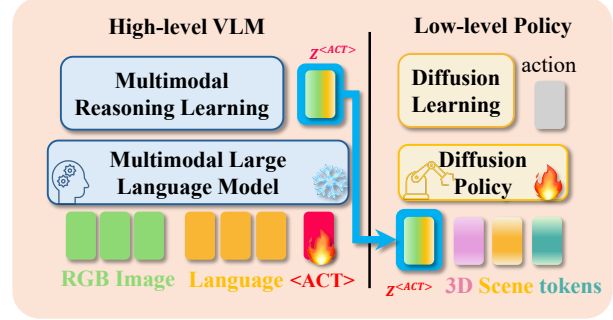 High-level VLM
Low-level Policy
Z<ACT>
Multimodal
Reasoning Learning
Diffusion
Learning
action
Multimodal Large
Language Model
Diffusion
Policy
RGB Image
Language
<ACT>
Z<ACT>
3D Scene tokens